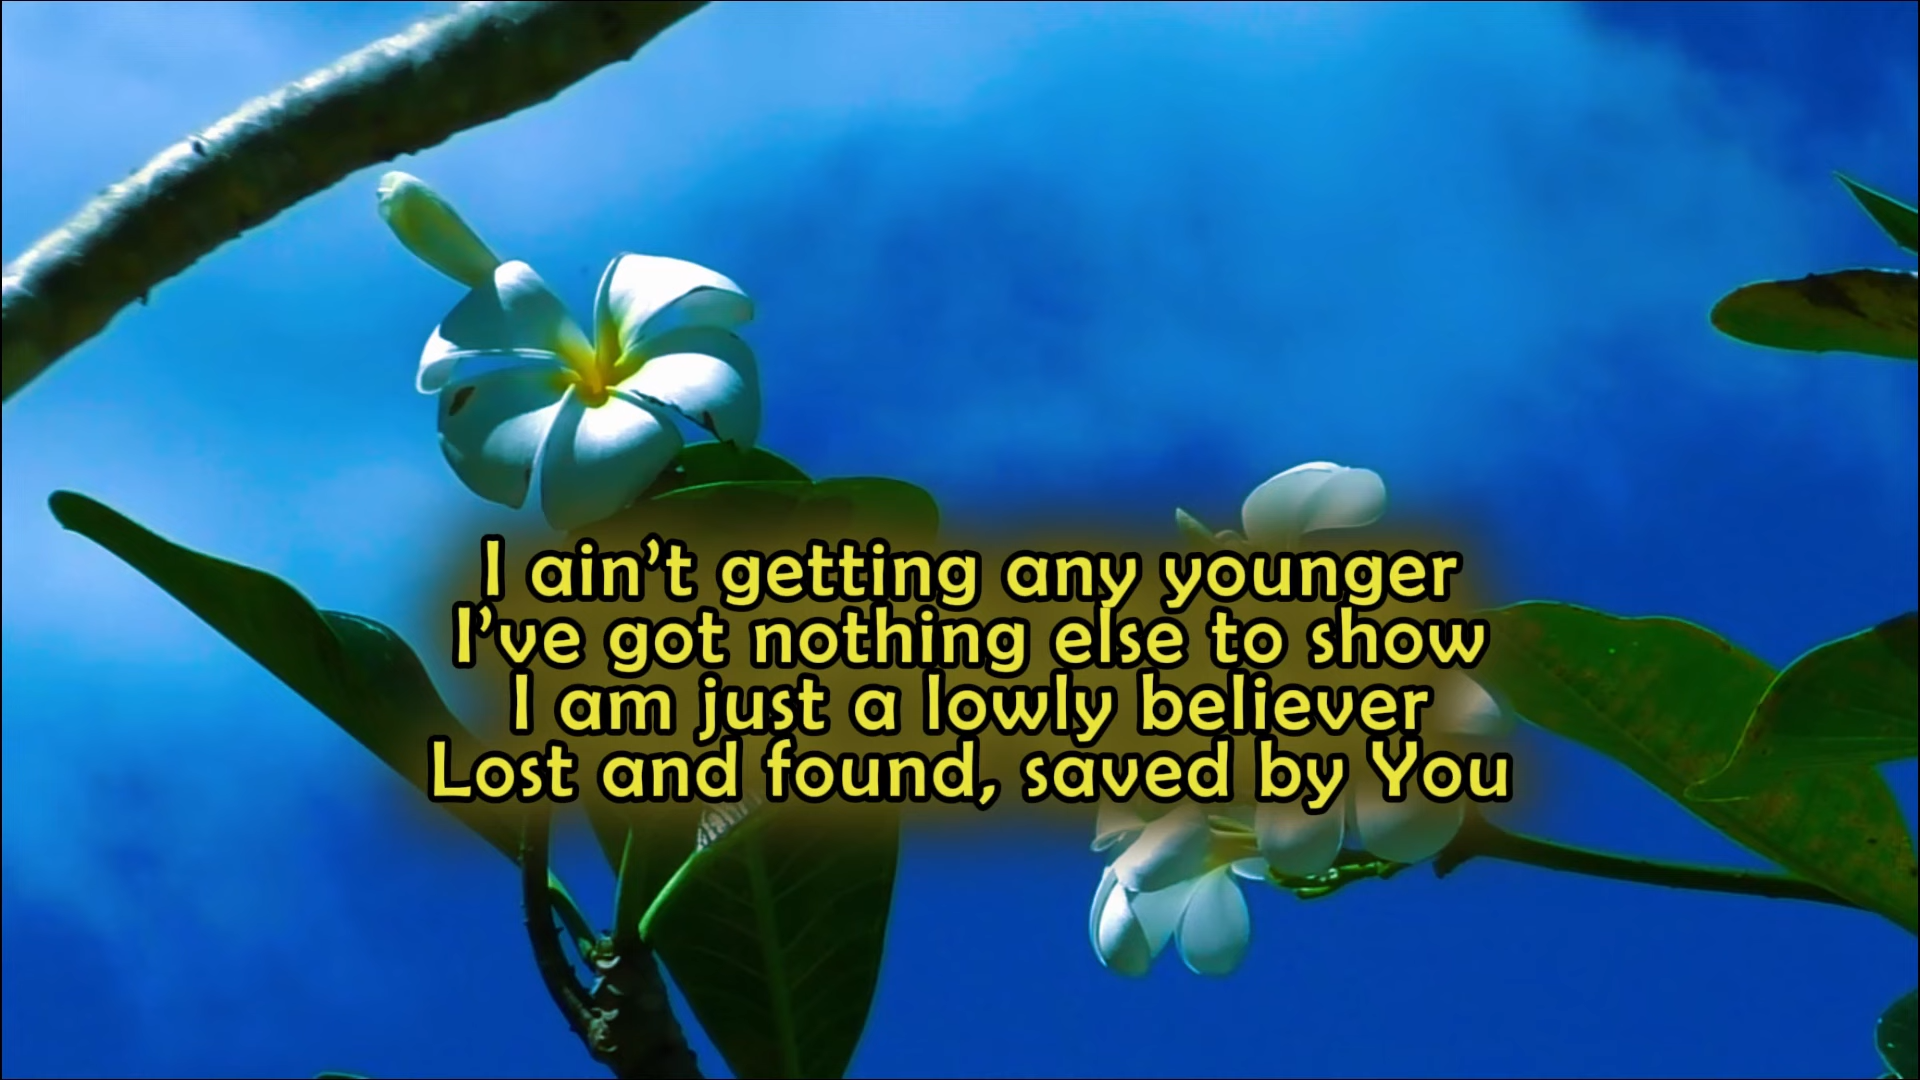 I ain’t getting any younger
I’ve got nothing else to show
I am just a lowly believer
Lost and found, saved by You